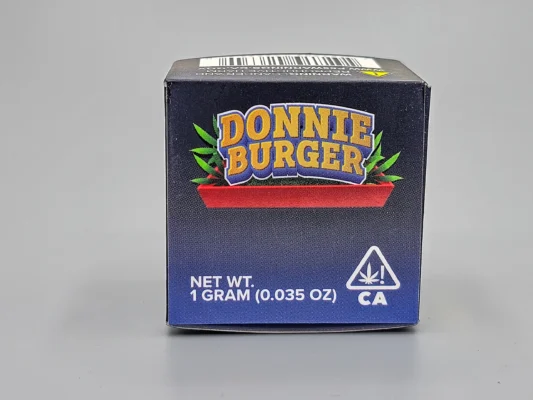 DONNIE
BURGER
NET WT.
1 GRAM (0.035 OZ)
!
CA